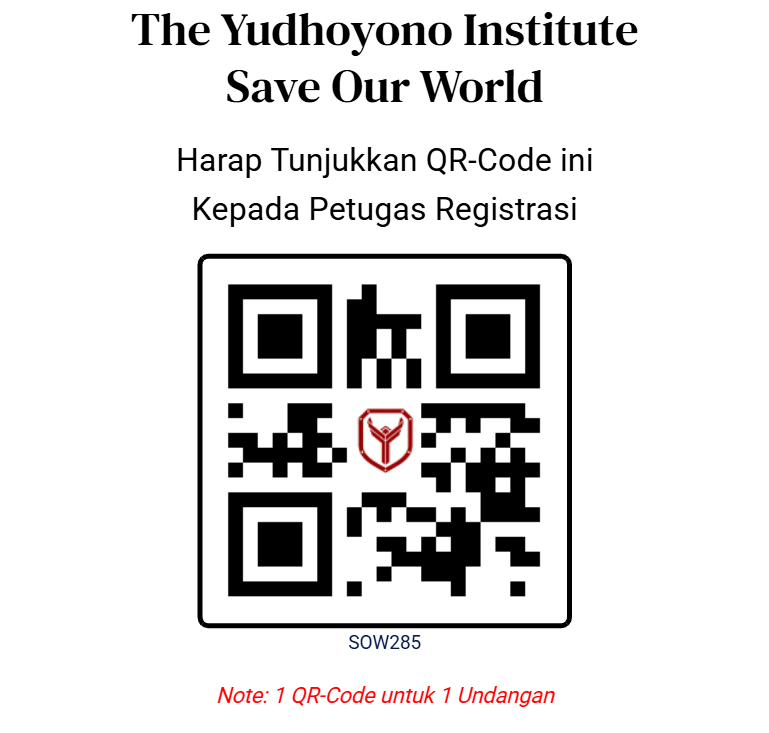 The Yudhoyono Institute
Save Our World
Harap Tunjukkan QR-Code ini
Kepada Petugas Registrasi
SOW285
Note: 1 QR-Code untuk 1 Undangan